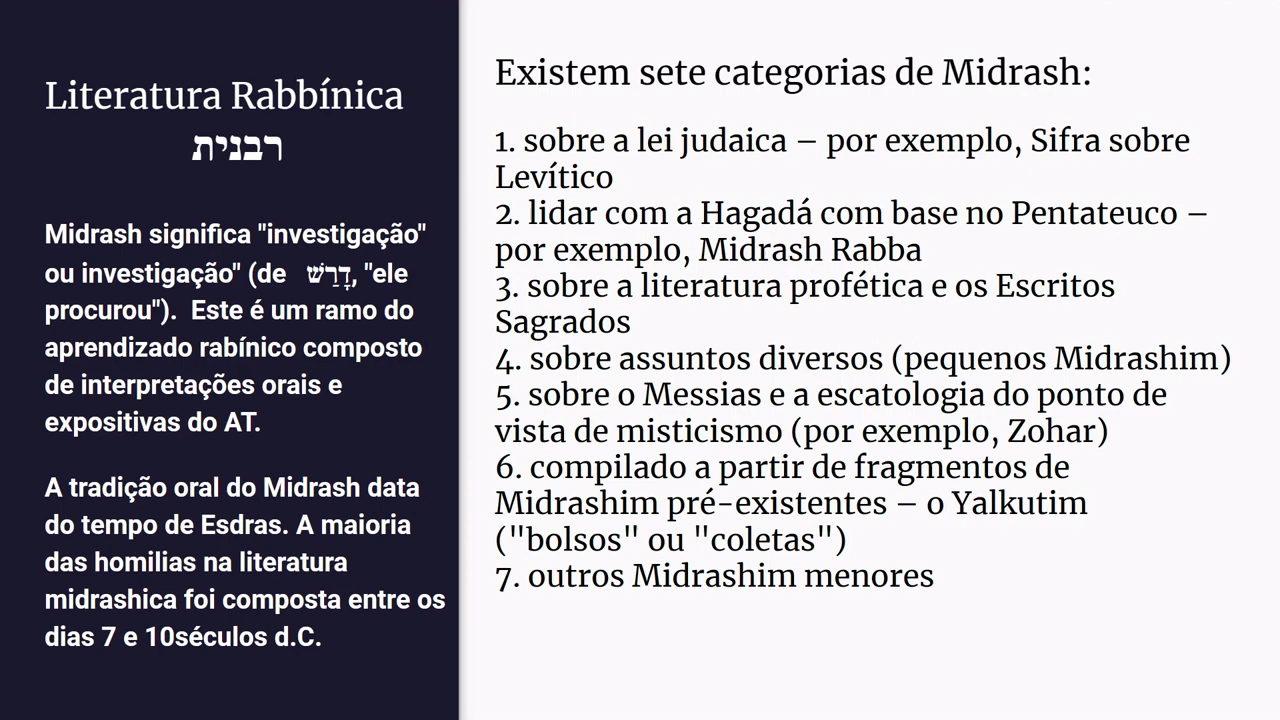 Literatura Rabbínica
רבנית
Midrash significa "investigação"
ou investigação" (de דָרַשׁ, "ele
procurou"). Este é um ramo do
aprendizado rabínico composto
de interpretações orais e
expositivas do AT.
A tradição oral do Midrash data
do tempo de Esdras. A maioria
das homilias na literatura
midrashica foi composta entre os
dias 7 e 10séculos d.C.
Existem sete categorias de Midrash:
1. sobre a lei judaica – por exemplo, Sifra sobre
Levítico
2. lidar com a Hagadá com base no Pentateuco –
por exemplo, Midrash Rabba
3. sobre a literatura profética e os Escritos
Sagrados
4. sobre assuntos diversos (pequenos Midrashim)
5. sobre o Messias e a escatologia do ponto de
vista de misticismo (por exemplo, Zohar)
6. compilado a partir de fragmentos de
Midrashim pré-existentes – o Yalkutim
("bolsos" ou "coletas")
7. outros Midrashim menores